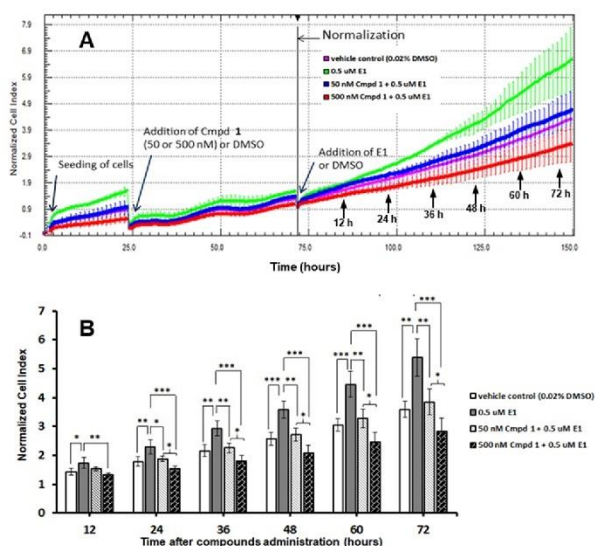 A
Normalization
vehicle control (0.02% DMSO)
0.5 uM E1
50 nM Cmpd 1 + 0.5 uM E1
500 nM Cmpd 1 + 0.5 uM E1
Addition of Cmpd 1
(50 or 500 nM) or DMSO
Seeding of cells
Addition of E1
or DMSO
12 h
24 h
36 h
48 h
60 h
72 h
Normalized Cell Index
7.9
6.9
5.9
4.9
3.9
2.9
1.9
0.9
-0.1
0.0 25.0 50.0 75.0 100.0 125.0 150.0
Time (hours)
B
Normalized Cell Index
7
6
5
4
3
2
1
0
* **
** * *** *
** ** *** *
*** ** *** *
*** ** *** *
** ** *** *
vehicle control (0.02% DMSO)
0.5 uM E1
50 nM Cmpd 1 + 0.5 uM E1
500 nM Cmpd 1 + 0.5 uM E1
12 24 36 48 60 72
Time after compounds administration (hours)